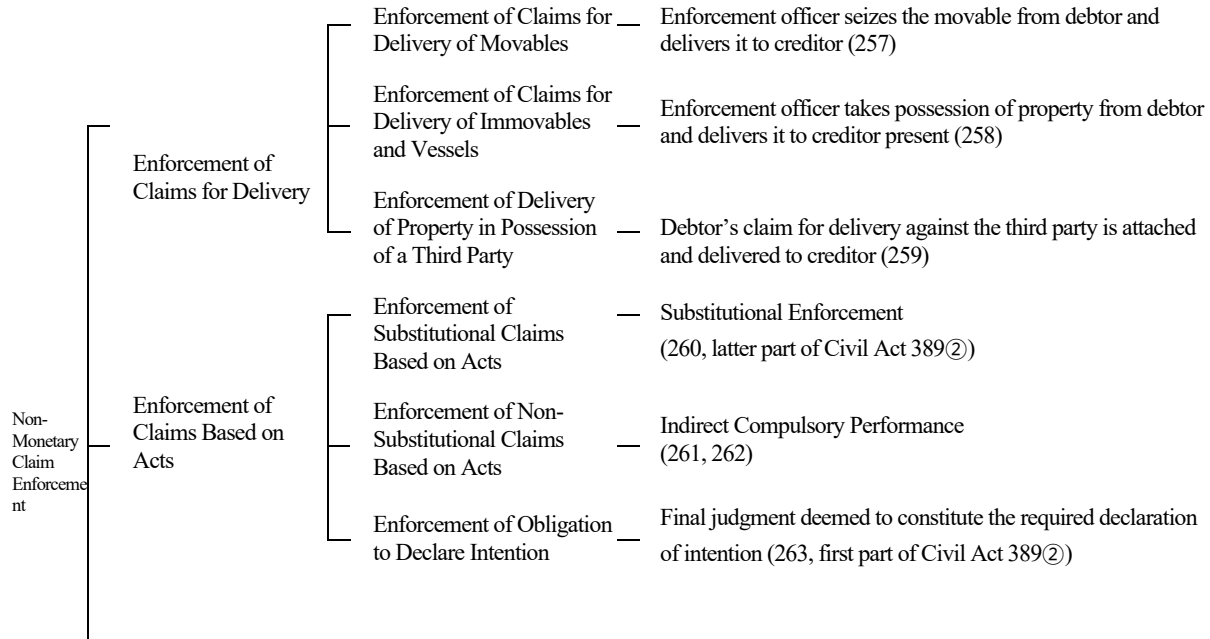 Non-
Monetary
Claim
Enforceme
nt
Enforcement of
Claims for Delivery
Enforcement of Claims for
Delivery of Movables
Enforcement officer seizes the movable from debtor and
delivers it to creditor (257)
Enforcement of Claims for
Delivery of Immovables
and Vessels
Enforcement officer takes possession of property from debtor
and delivers it to creditor present (258)
Enforcement of Delivery
of Property in Possession
of a Third Party
Debtor’s claim for delivery against the third party is attached
and delivered to creditor (259)
Enforcement of
Claims Based on
Acts
Enforcement of
Substitutional Claims
Based on Acts
Substitutional Enforcement
(260, latter part of Civil Act 389②)
Enforcement of Non-
Substitutional Claims
Based on Acts
Indirect Compulsory Performance
(261, 262)
Enforcement of Obligation
to Declare Intention
Final judgment deemed to constitute the required declaration
of intention (263, first part of Civil Act 389②)